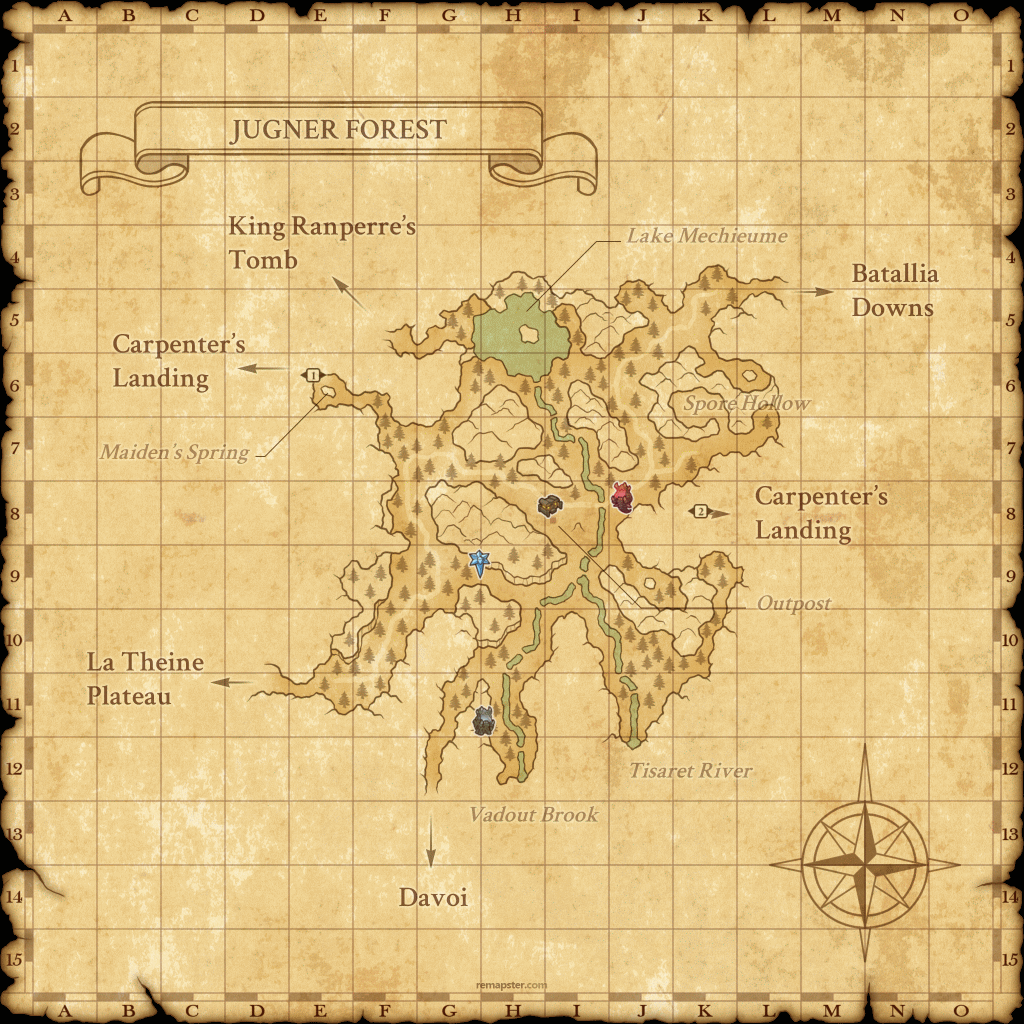 A B C D E F G H I J K L M N O
1 1
JUGNER FOREST
2 2
3 3
King Ranperre's
Tomb
Lake Mechieume
4 4
Batallia
Downs
5 5
Carpenter's
Landing
1
6 6
Spore Hollow
Maiden's Spring
7 7
Carpenter's
Landing
2
8 8
9 9
Outpost
10 10
La Theine
Plateau
11 11
12 12
Tisaret River
Vadout Brook
13 13
Davoi
14 14
15 15
remapster.com
A B C D E F G H I J K L M N O